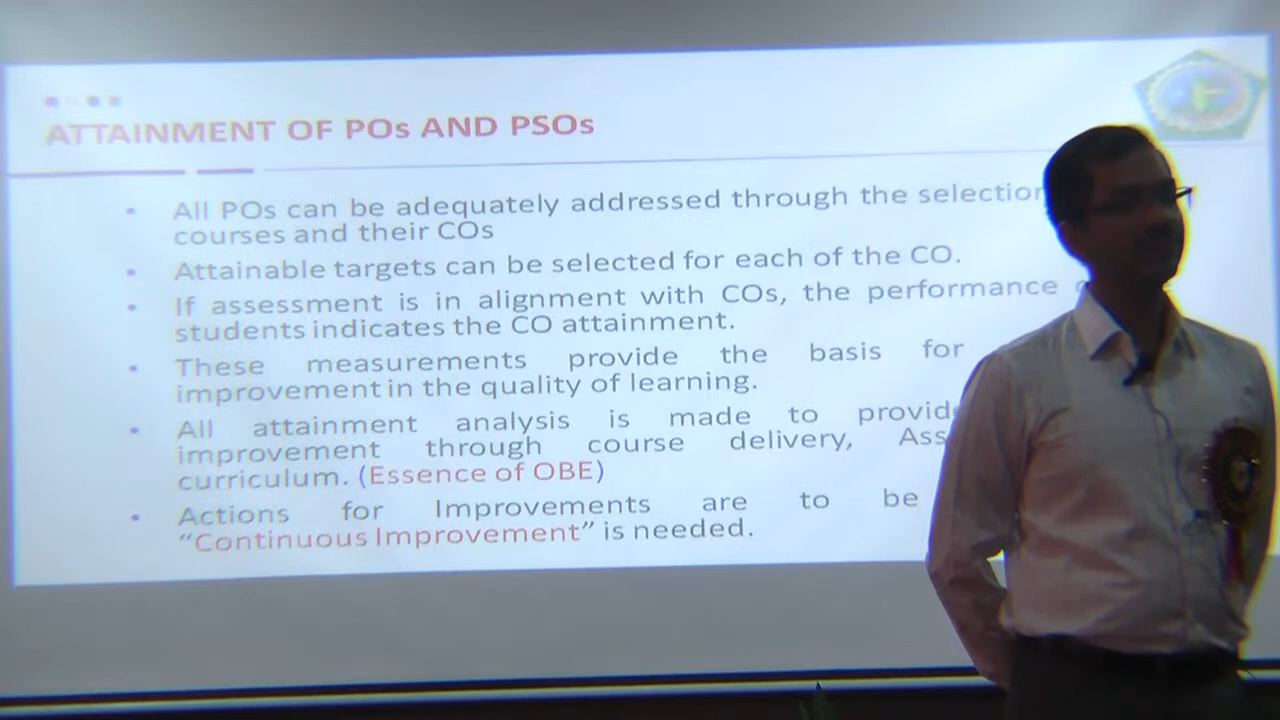 ATTAINMENT OF POs AND PSOs
• All POs can be adequately addressed through the selection
courses and their COs
• Attainable targets can be selected for each of the CO.
• If assessment is in alignment with COs, the performance
students indicates the CO attainment.
• These measurements provide the basis for
improvement in the quality of learning.
• All attainment analysis is made to
improvement through course delivery,
curriculum. (Essence of OBE)
• Actions for Improvements are to be
“Continuous Improvement” is needed.